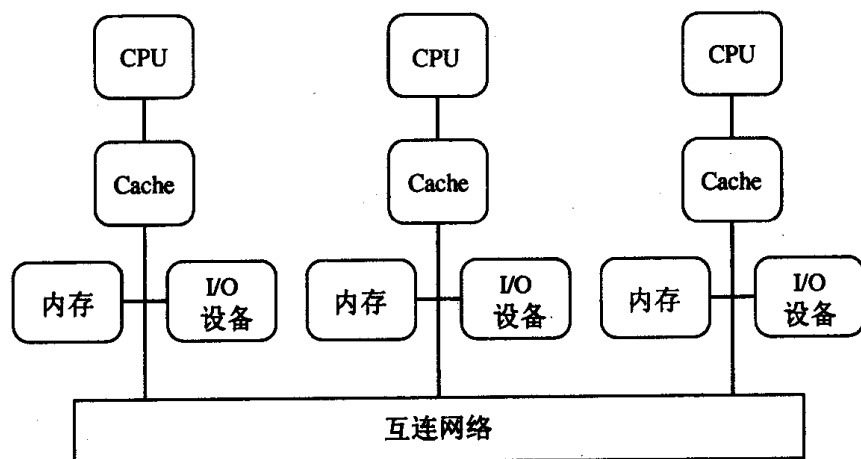 CPU
CPU
CPU
Cache
Cache
Cache
内存
I/O
设备
内存
I/O
设备
内存
I/O
设备
互连网络